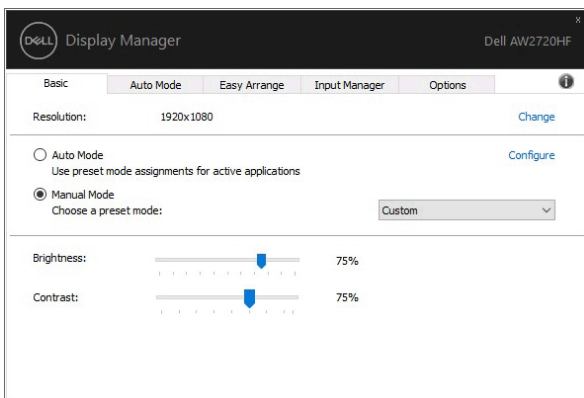 DELL Display Manager
Dell AW2720HF
x
Basic Auto Mode Easy Arrange Input Manager Options i
Resolution: 1920x1080 Change
Auto Mode Configure
Use preset mode assignments for active applications
Manual Mode
Choose a preset mode: Custom
Brightness: 75%
Contrast: 75%